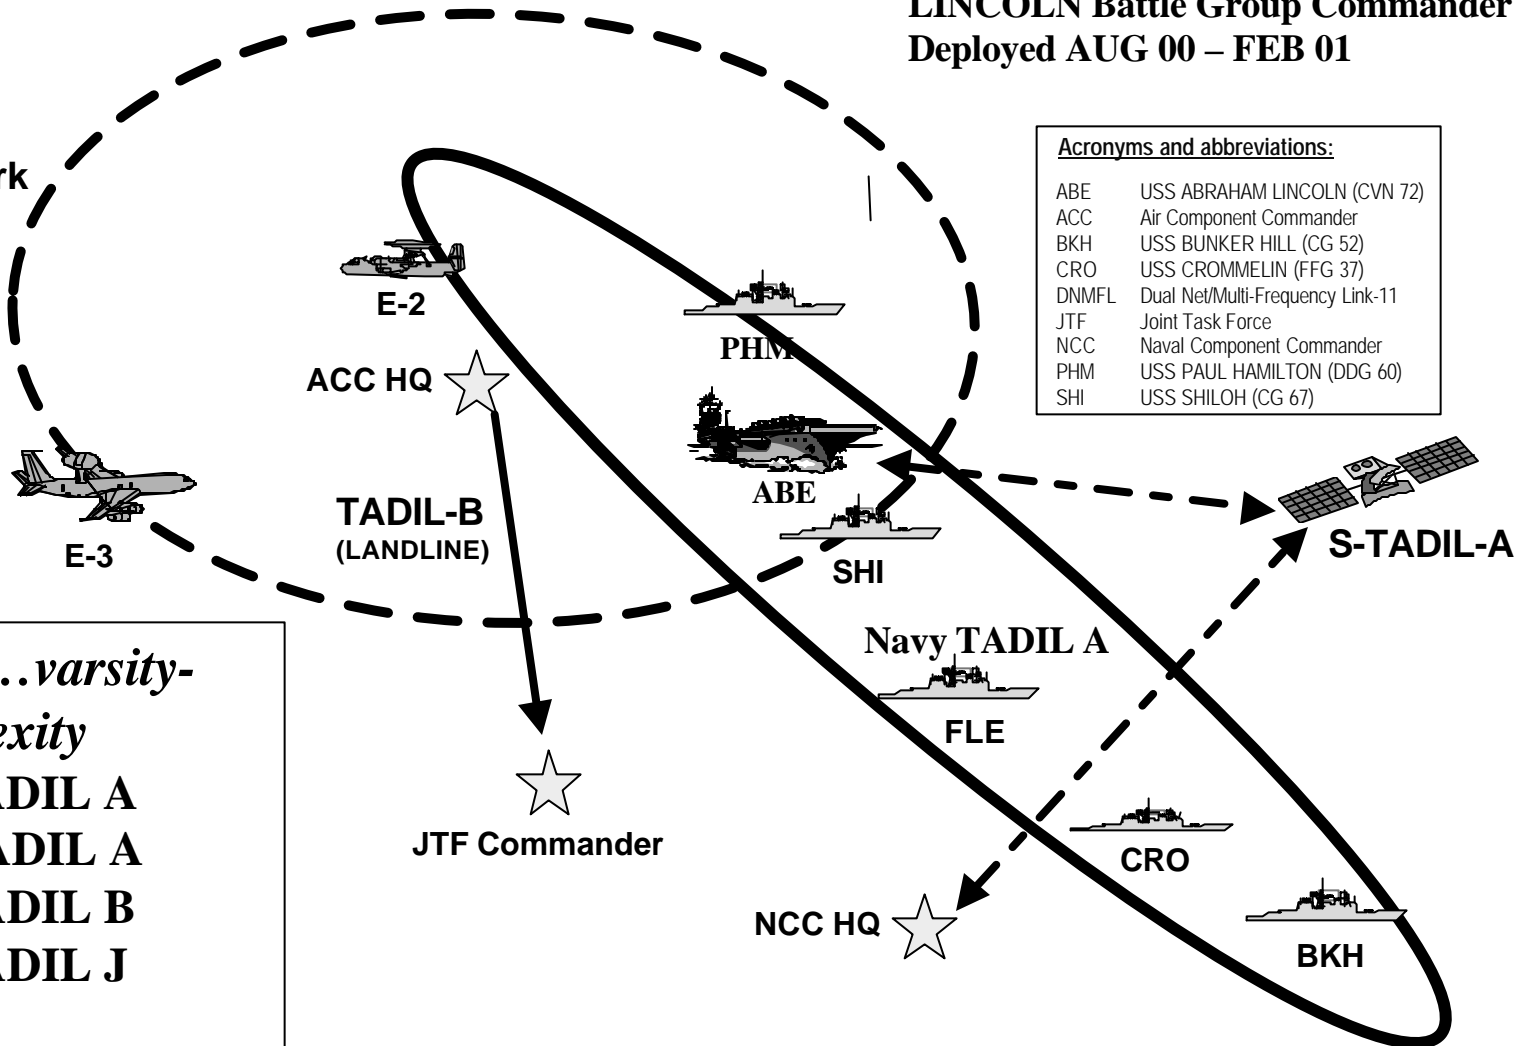 LINCOLN Battle Group Commander
Deployed AUG 00 – FEB 01
Acronyms and abbreviations:
ABE USS ABRAHAM LINCOLN (CVN 72)
ACC Air Component Commander
BKH USS BUNKER HILL (CG 52)
CRO USS CROMMELIN (FFG 37)
DNMFL Dual Net/Multi-Frequency Link-11
JTF Joint Task Force
NCC Naval Component Commander
PHM USS PAUL HAMILTON (DDG 60)
SHI USS SHILOH (CG 67)
rk
E-2
PHM
ACC HQ
ABE
TADIL-B
(LANDLINE)
E-3
SHI
S-TADIL-A
Navy TADIL A
FLE
JTF Commander
CRO
NCC HQ
BKH
…varsity-
exity
ADIL A
ADIL A
ADIL B
ADIL J